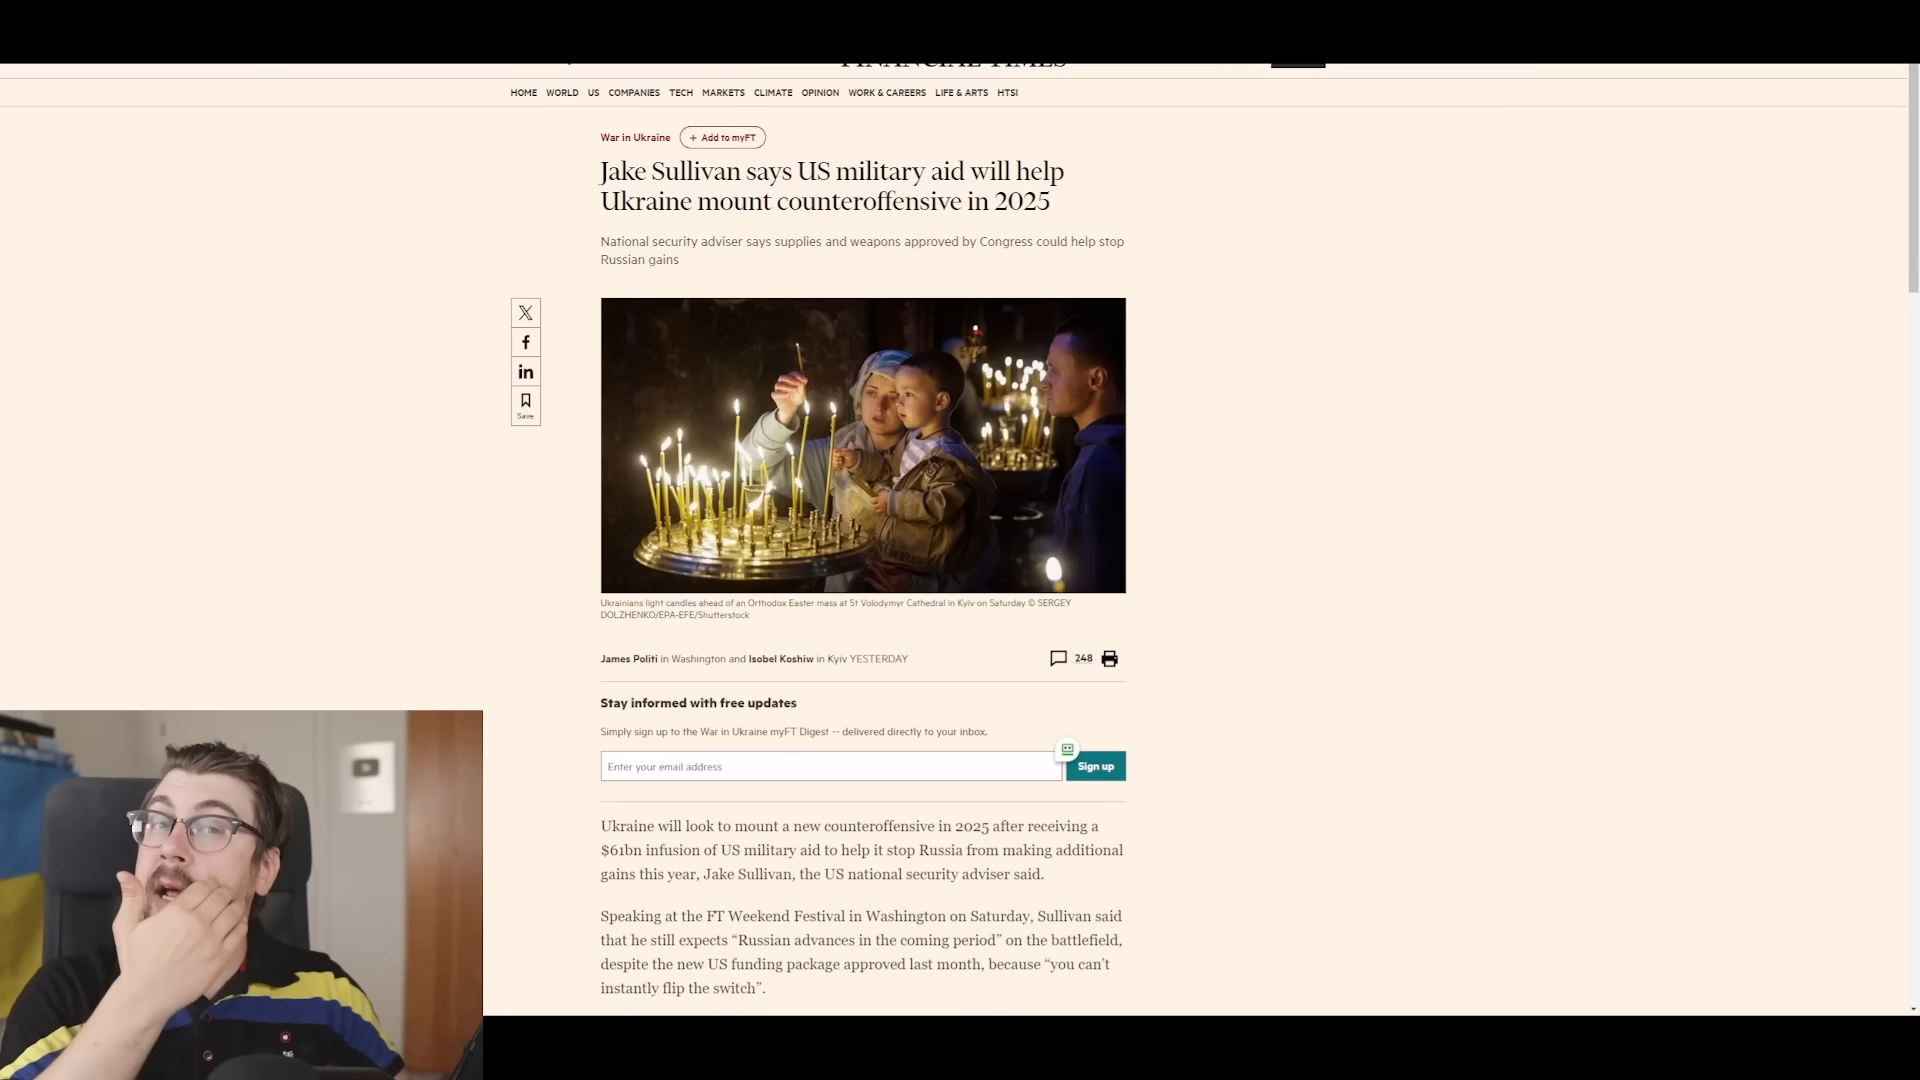 FINANCIAL TIMES
HOME WORLD US COMPANIES TECH MARKETS CLIMATE OPINION WORK & CAREERS LIFE & ARTS HTSI
War in Ukraine + Add to myFT
Jake Sullivan says US military aid will help
Ukraine mount counteroffensive in 2025
National security adviser says supplies and weapons approved by Congress could help stop
Russian gains
Save
Ukrainians light candles ahead of an Orthodox Easter mass at St Volodymyr Cathedral in Kyiv on Saturday © SERGEY
DOLZHENKO/EPA-EFE/Shutterstock
James Politi in Washington and Isobel Koshiw in Kyiv YESTERDAY 248
Stay informed with free updates
Simply sign up to the War in Ukraine myFT Digest -- delivered directly to your inbox.
Enter your email address Sign up
Ukraine will look to mount a new counteroffensive in 2025 after receiving a
$61bn infusion of US military aid to help it stop Russia from making additional
gains this year, Jake Sullivan, the US national security adviser said.
Speaking at the FT Weekend Festival in Washington on Saturday, Sullivan said
that he still expects “Russian advances in the coming period” on the battlefield,
despite the new US funding package approved last month, because “you can’t
instantly flip the switch”.